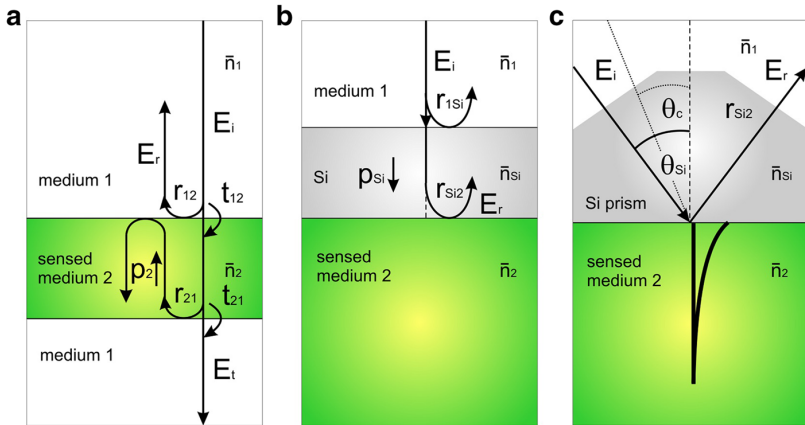 a
n̄₁
Eᵢ
Eᵣ
medium 1
r₁₂
t₁₂
sensed
medium 2
p₂
n̄₂
r₂₁
t₂₁
medium 1
Eₜ
b
Eᵢ
n̄₁
medium 1
r₁Si
Si
pSi
n̄Si
rSi2
Eᵣ
sensed
medium 2
n̄₂
c
n̄₁
Eᵢ
Eᵣ
θc
rSi2
θSi
n̄Si
Si prism
sensed
medium 2
n̄₂